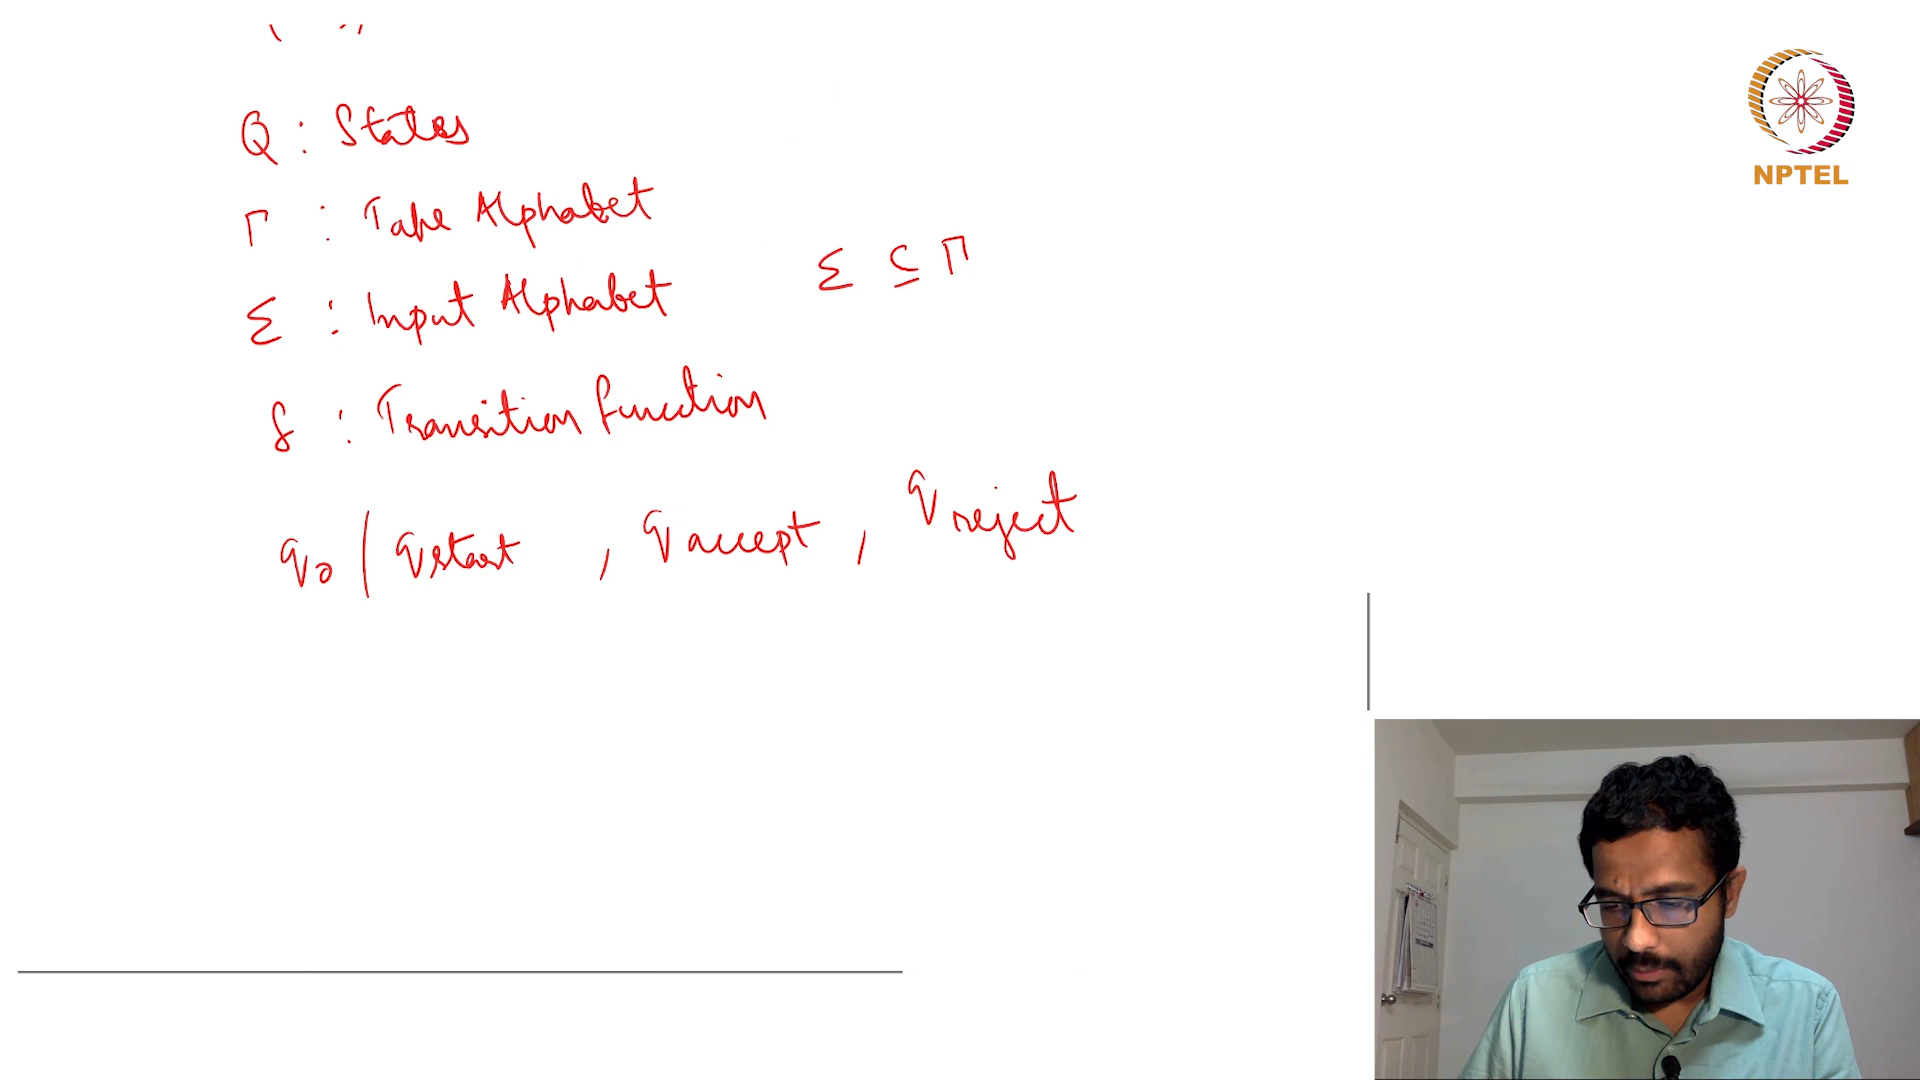 Q : States
Γ : Tape Alphabet
Σ : Input Alphabet Σ ⊆ Γ
δ : Transition function
q0 / qstart , qaccept , qreject
NPTEL